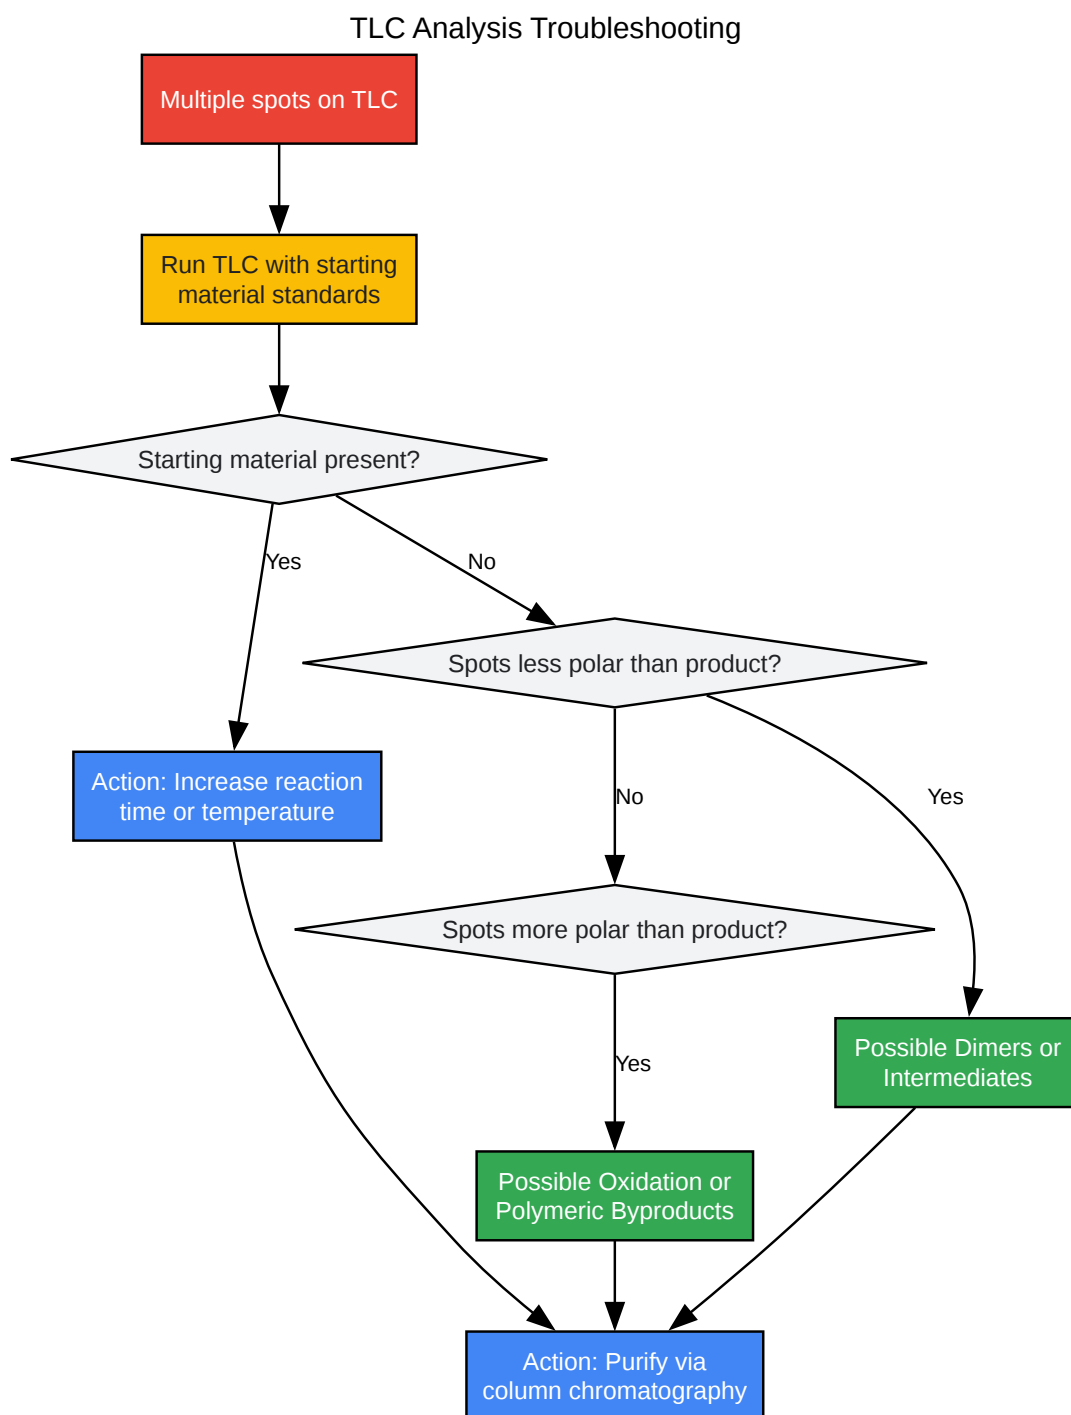 TLC Analysis Troubleshooting
Multiple spots on TLC
Run TLC with starting
material standards
Starting material present?
Yes
No
Spots less polar than product?
Action: Increase reaction
time or temperature
No
Yes
Spots more polar than product?
Possible Dimers or
Intermediates
Yes
Possible Oxidation or
Polymeric Byproducts
Action: Purify via
column chromatography